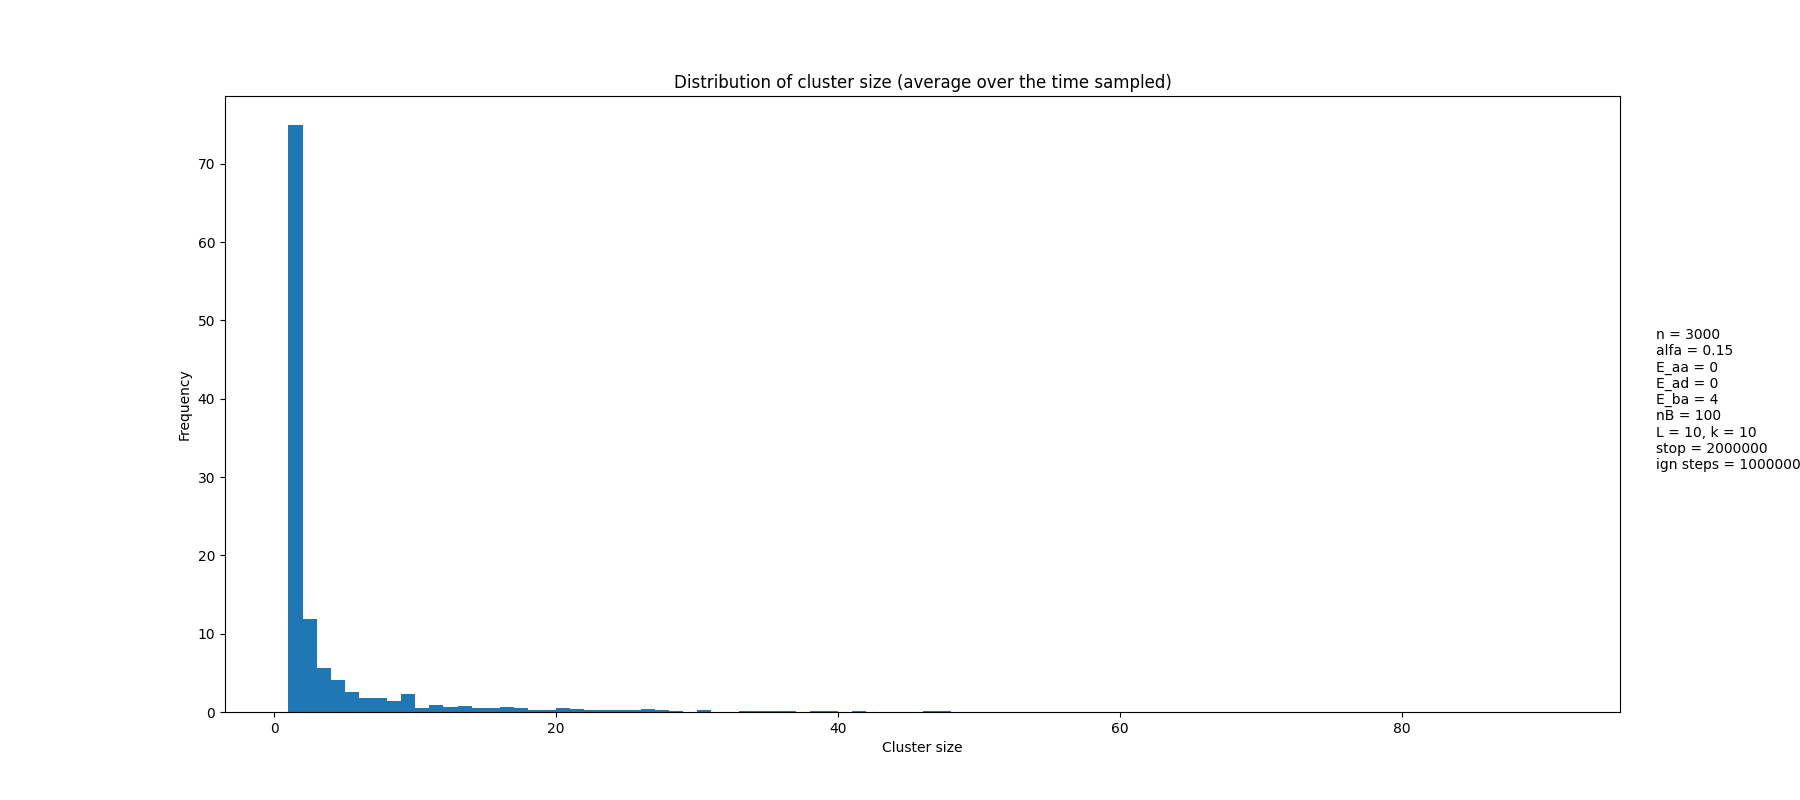 Distribution of cluster size (average over the time sampled)
70
60
50
40
30
20
10
0
Frequency
0 20 40 60 80
Cluster size
n = 3000
alfa = 0.15
E_aa = 0
E_ad = 0
E_ba = 4
nB = 100
L = 10, k = 10
stop = 2000000
ign steps = 1000000